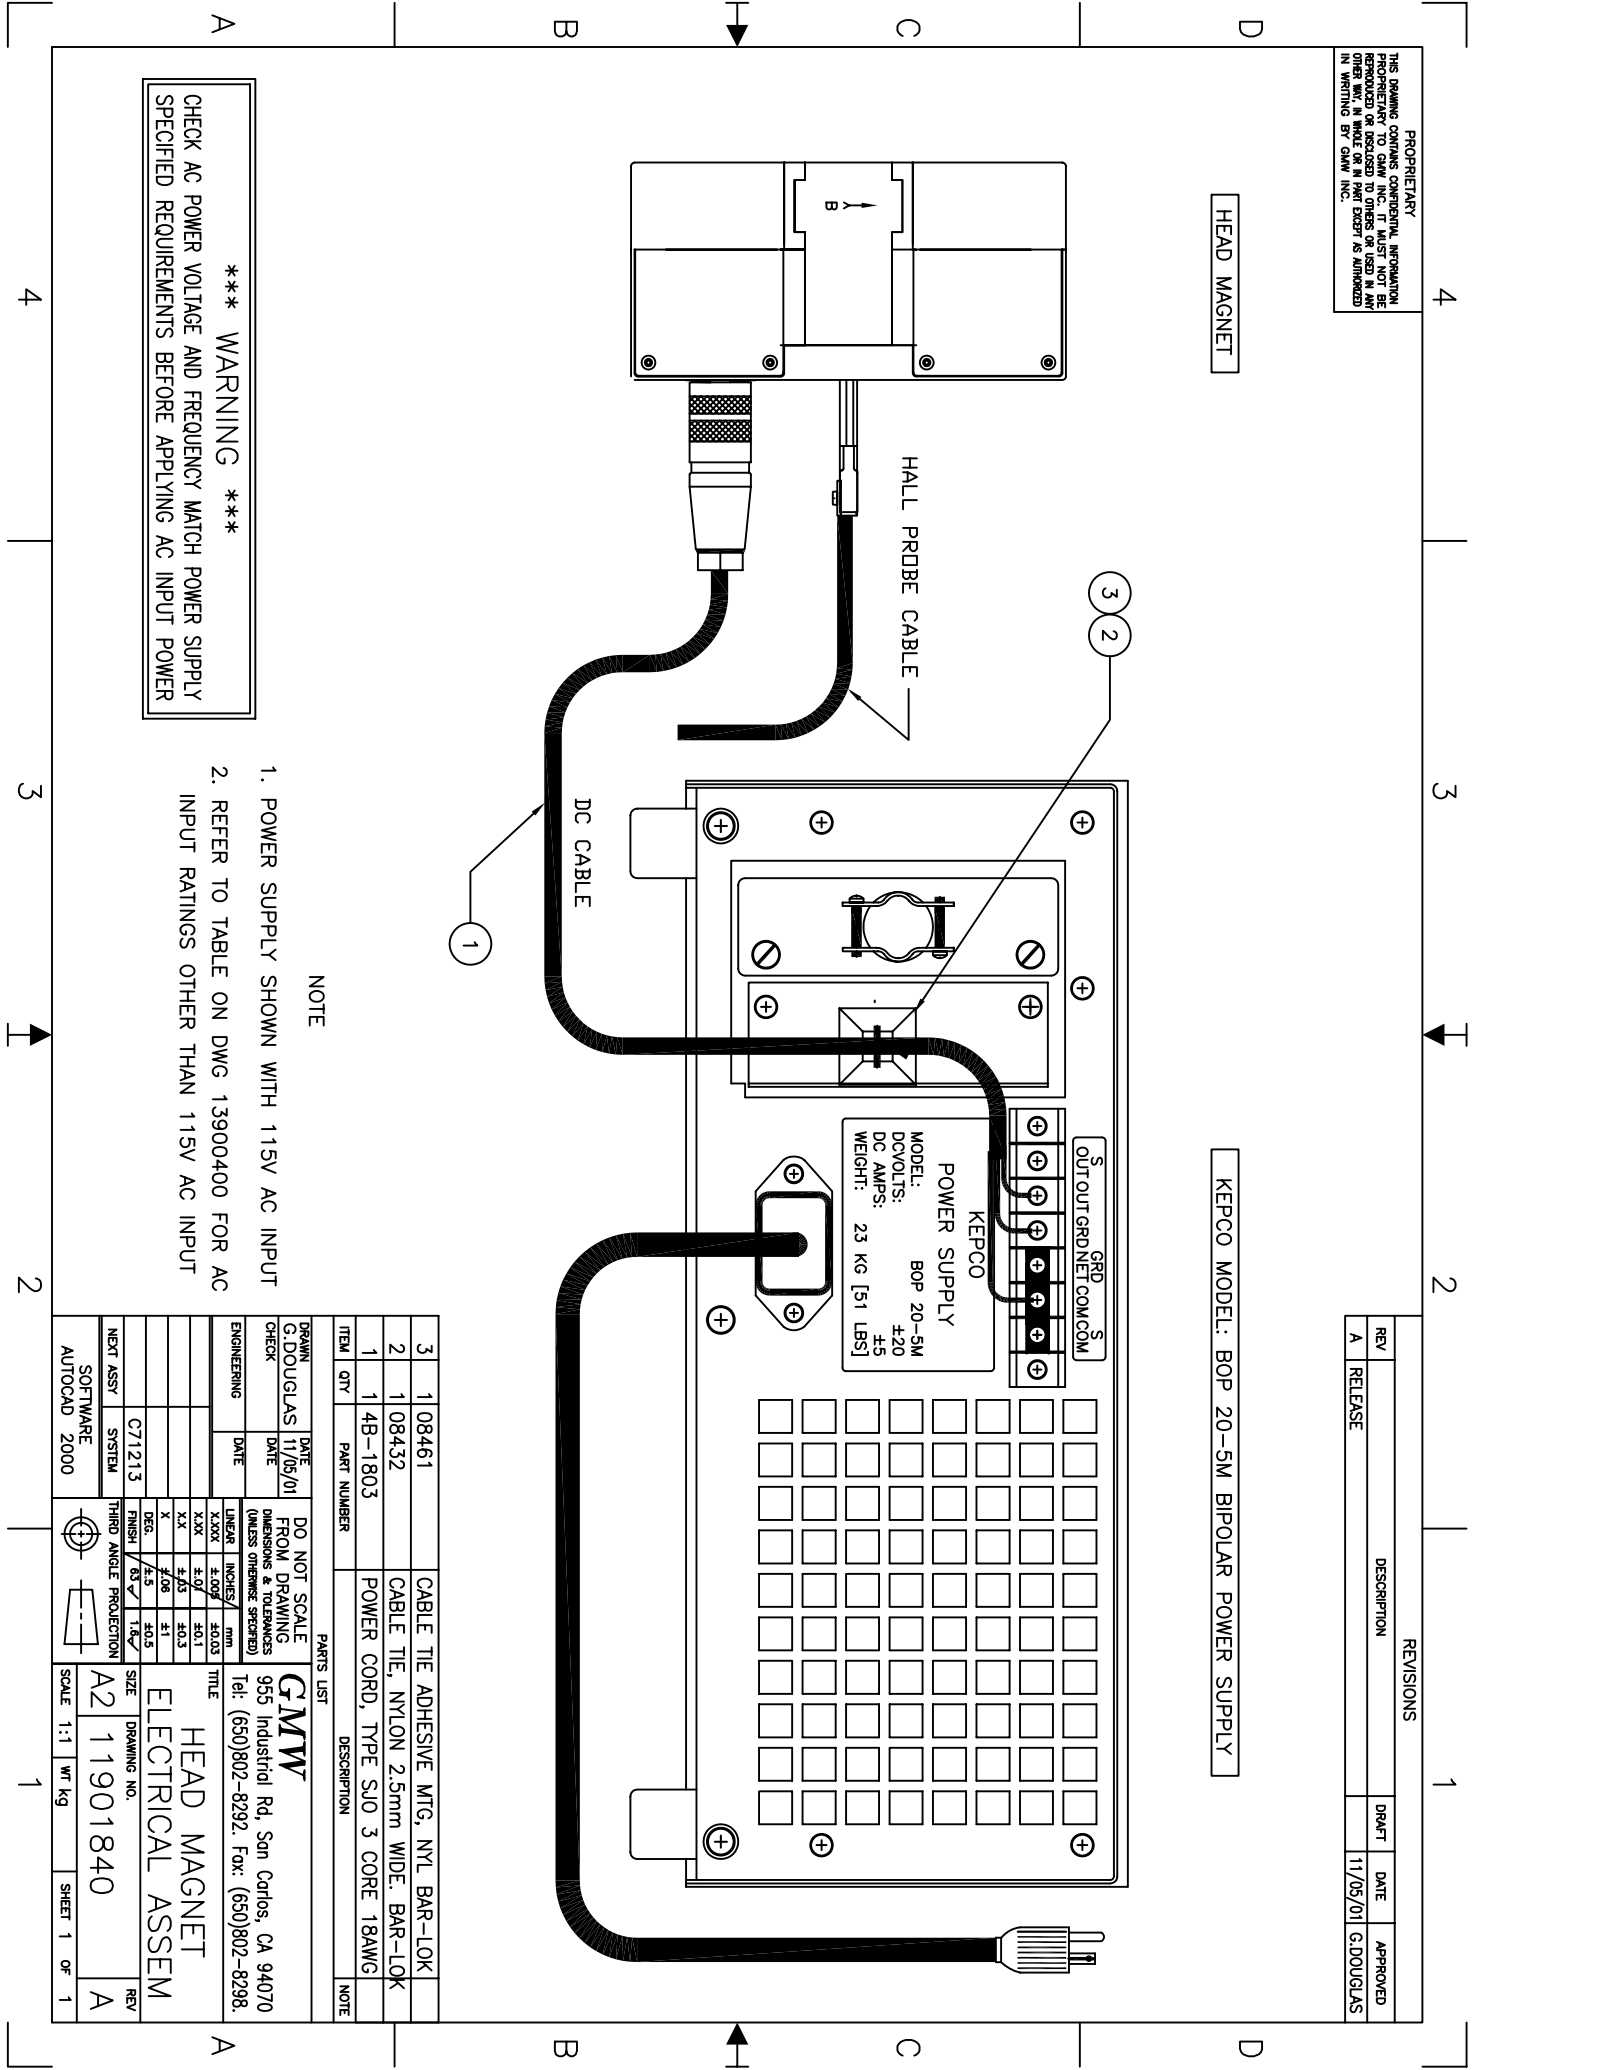 4
3
2
1
D
C
B
A
PROPRIETARY
THIS DRAWING CONTAINS CONFIDENTIAL INFORMATION
PROPRIETARY TO GMW INC. IT MUST NOT BE
REPRODUCED OR DISCLOSED TO OTHERS OR USED IN ANY
OTHER WAY, IN WHOLE OR IN PART EXCEPT AS AUTHORIZED
IN WRITING BY GMW INC.
REVISIONS
REV DESCRIPTION DRAFT DATE APPROVED
A RELEASE 11/05/01 G.DOUGLAS
HEAD MAGNET
KEPCO MODEL: BOP 20-5M BIPOLAR POWER SUPPLY
3 2
B
HALL PROBE CABLE
S GRD S
OUT OUT GRD NET COM COM
KEPCO
POWER SUPPLY
MODEL: BOP 20-5M
DCVOLTS: ±20
DC AMPS: ±5
WEIGHT: 23 KG [51 LBS]
DC CABLE
1
*** WARNING ***
CHECK AC POWER VOLTAGE AND FREQUENCY MATCH POWER SUPPLY
SPECIFIED REQUIREMENTS BEFORE APPLYING AC INPUT POWER
NOTE
1. POWER SUPPLY SHOWN WITH 115V AC INPUT
2. REFER TO TABLE ON DWG 13900400 FOR AC
INPUT RATINGS OTHER THAN 115V AC INPUT
3 1 08461 CABLE TIE ADHESIVE MTG, NYL BAR-LOK
2 1 08432 CABLE TIE, NYLON 2.5mm WIDE. BAR-LOK
1 1 4B-1803 POWER CORD, TYPE SJO 3 CORE 18AWG
ITEM QTY PART NUMBER DESCRIPTION NOTE
PARTS LIST
DRAWN DATE
G.DOUGLAS 11/05/01
CHECK DATE
ENGINEERING DATE
C71213
NEXT ASSY SYSTEM
SOFTWARE
AUTOCAD 2000
DO NOT SCALE
FROM DRAWING
DIMENSIONS & TOLERANCES
(UNLESS OTHERWISE SPECIFIED)
LINEAR INCHES mm
X.XXX ±.005 ±0.03
X.XX ±.01 ±0.1
X.X ±.03 ±0.3
X ±.06 ±1
DEG. ±.5 ±0.5
FINISH 63 1.6
THIRD ANGLE PROJECTION
GMW
955 Industrial Rd, San Carlos, CA 94070
Tel: (650)802-8292. Fax: (650)802-8298.
TITLE
HEAD MAGNET
ELECTRICAL ASSEM
SIZE DRAWING NO. REV
A2 11901840 A
SCALE 1:1 WT kg SHEET 1 OF 1
4
3
2
1
D
C
B
A